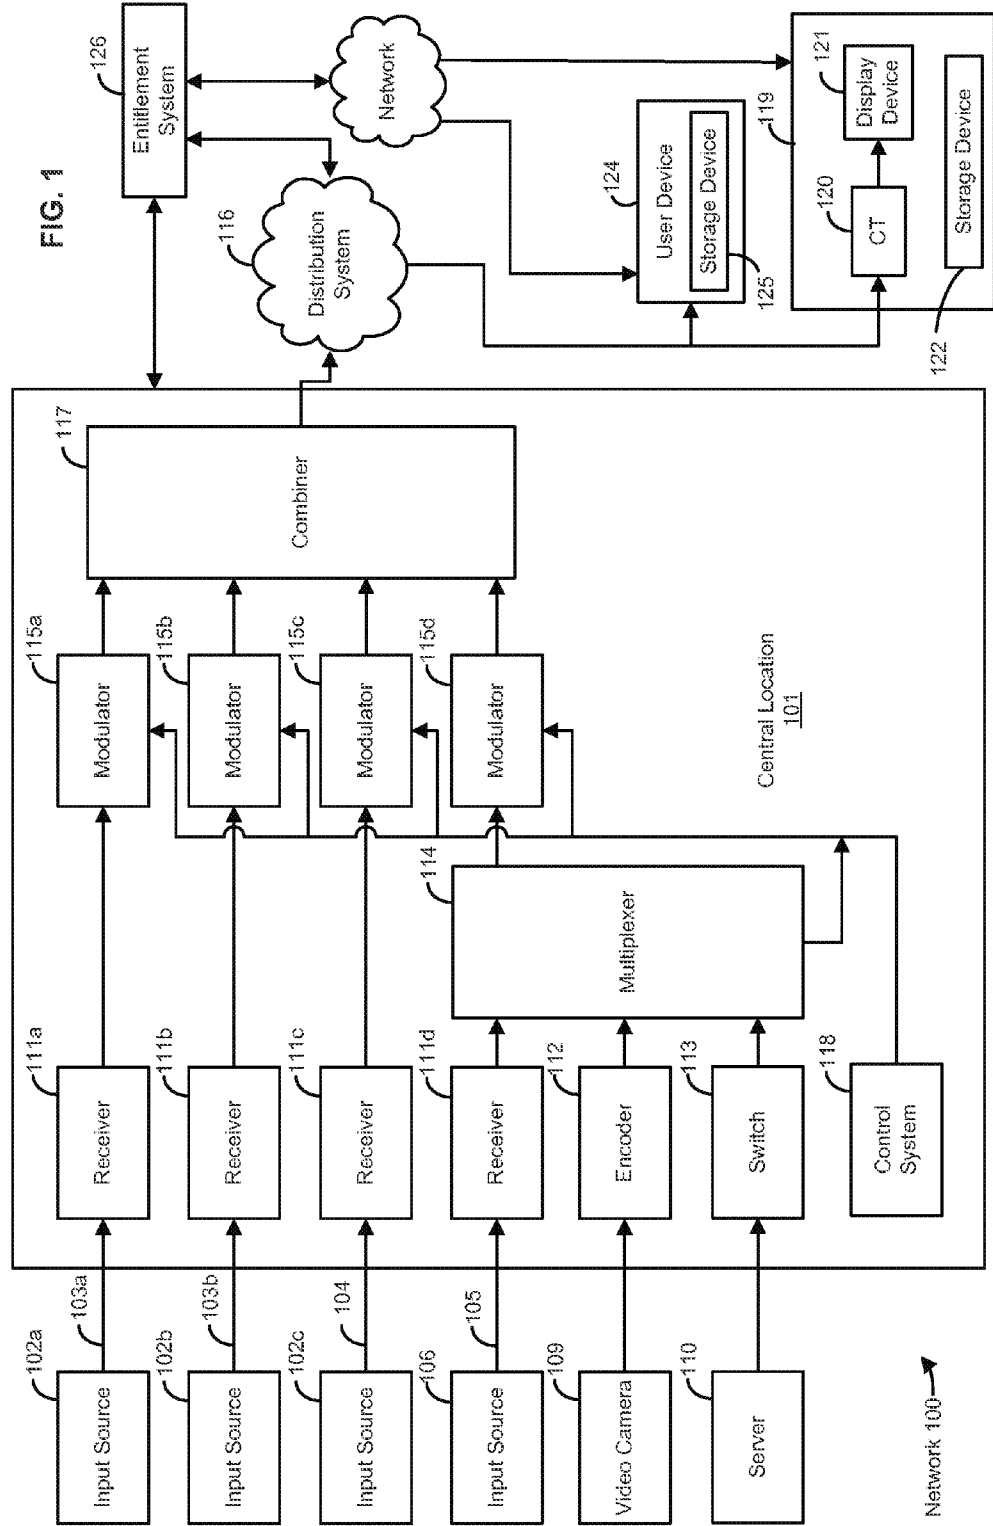 FIG. 1
102a
Input Source
103a
111a
Receiver
115a
Modulator
102b
Input Source
103b
111b
Receiver
115b
Modulator
102c
Input Source
104
111c
Receiver
115c
Modulator
106
Input Source
105
111d
Receiver
115d
Modulator
109
Video Camera
112
Encoder
110
Server
113
Switch
114
Multiplexer
118
Control
System
117
Combiner
Central Location
101
116
Distribution
System
126
Entitlement
System
Network
124
User Device
Storage Device
125
119
120
CT
121
Display
Device
122
Storage Device
Network 100